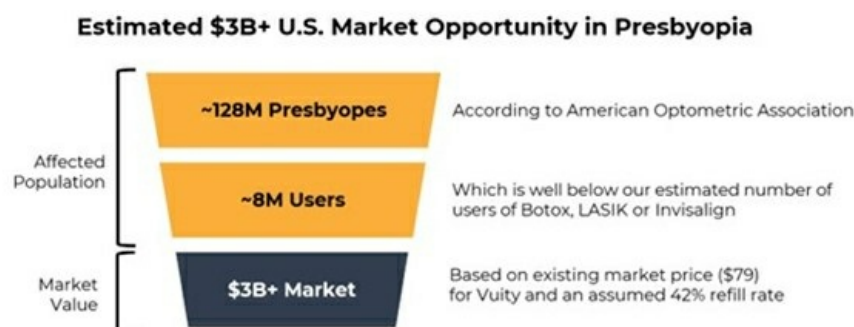 Estimated $3B+ U.S. Market Opportunity in Presbyopia
~128M Presbyopes
According to American Optometric Association
Affected
Population
~8M Users
Which is well below our estimated number of
users of Botox, LASIK or Invisalign
Market
Value
$3B+ Market
Based on existing market price ($79)
for Vuity and an assumed 42% refill rate